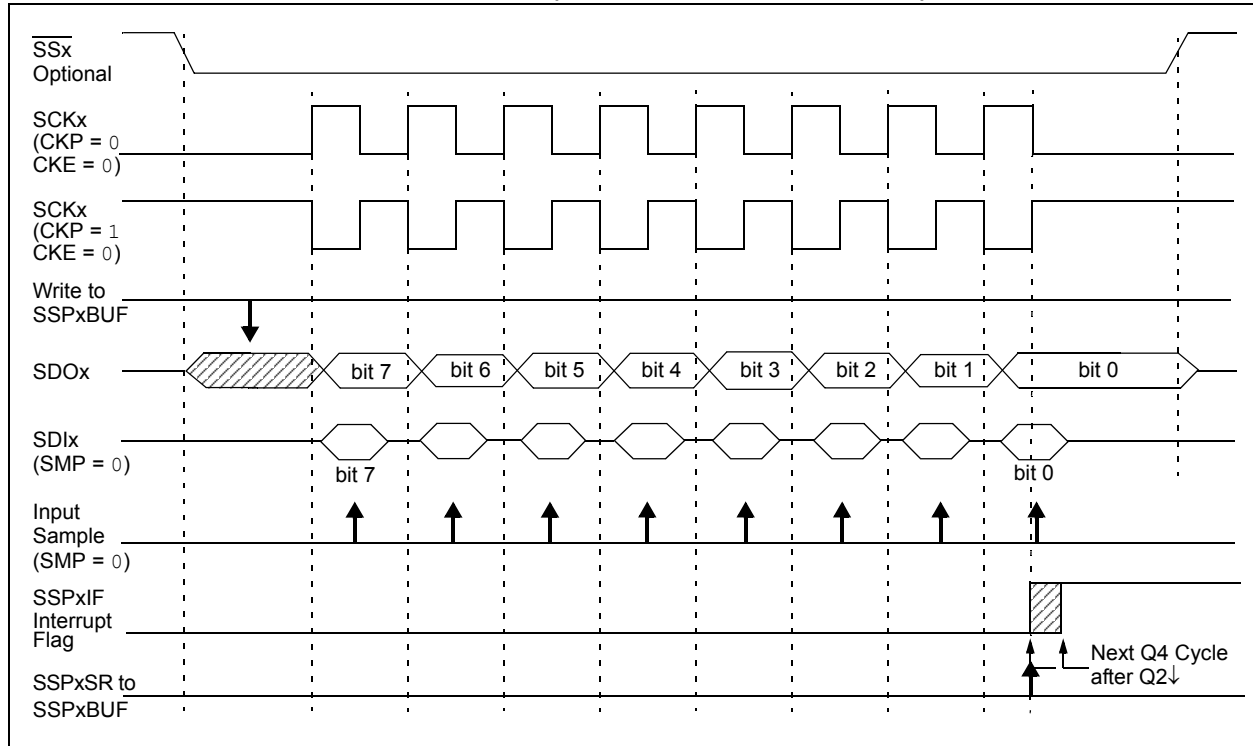 SSx
Optional
SCKx
(CKP = 0
CKE = 0)
SCKx
(CKP = 1
CKE = 0)
Write to
SSPxBUF
SDOx
bit 7
bit 6
bit 5
bit 4
bit 3
bit 2
bit 1
bit 0
SDIx
(SMP = 0)
bit 7
bit 0
Input
Sample
(SMP = 0)
SSPxIF
Interrupt
Flag
Next Q4 Cycle
after Q2↓
SSPxSR to
SSPxBUF